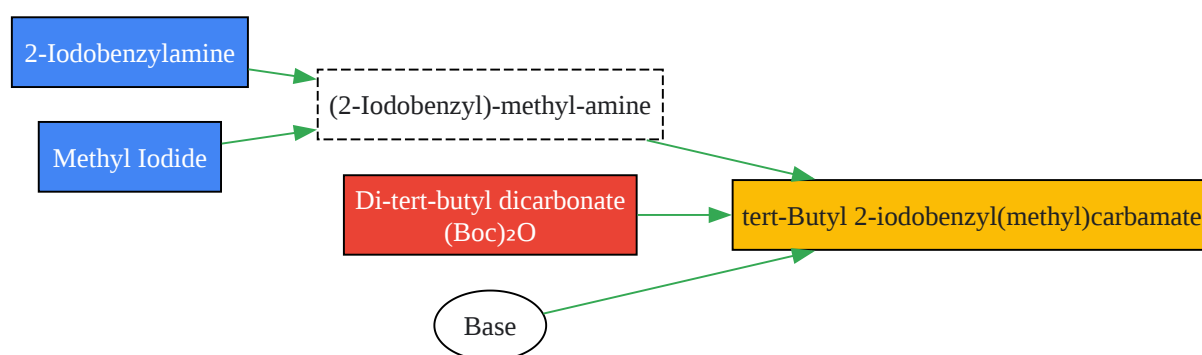 2-Iodobenzylamine
(2-Iodobenzyl)-methyl-amine
Methyl Iodide
Di-tert-butyl dicarbonate
(Boc)₂O
tert-Butyl 2-iodobenzyl(methyl)carbamate
Base